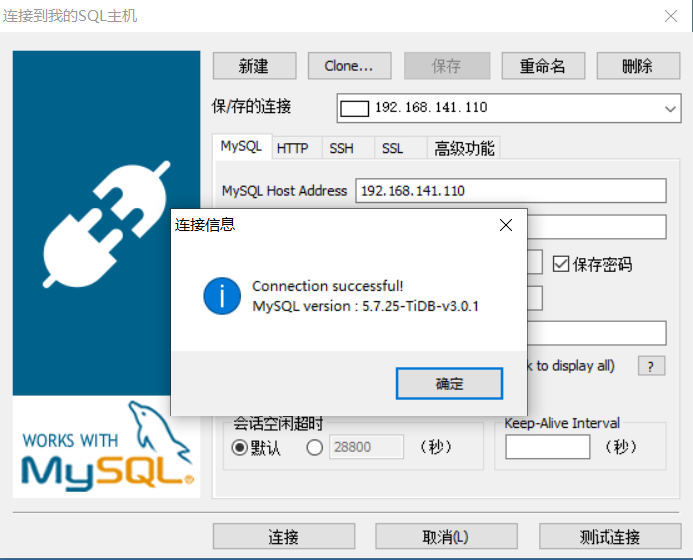 连接到我的SQL主机
新建
Clone...
保存
重命名
删除
保/存的连接
192.168.141.110
MySQL
HTTP
SSH
SSL
高级功能
MySQL Host Address
192.168.141.110
连接信息
保存密码
Connection successful!
MySQL version : 5.7.25-TiDB-v3.0.1
to display all)
?
确定
会话空闲超时
Keep-Alive Interval
默认
28800
(秒)
(秒)
WORKS WITH
MySQL
连接
取消(L)
测试连接